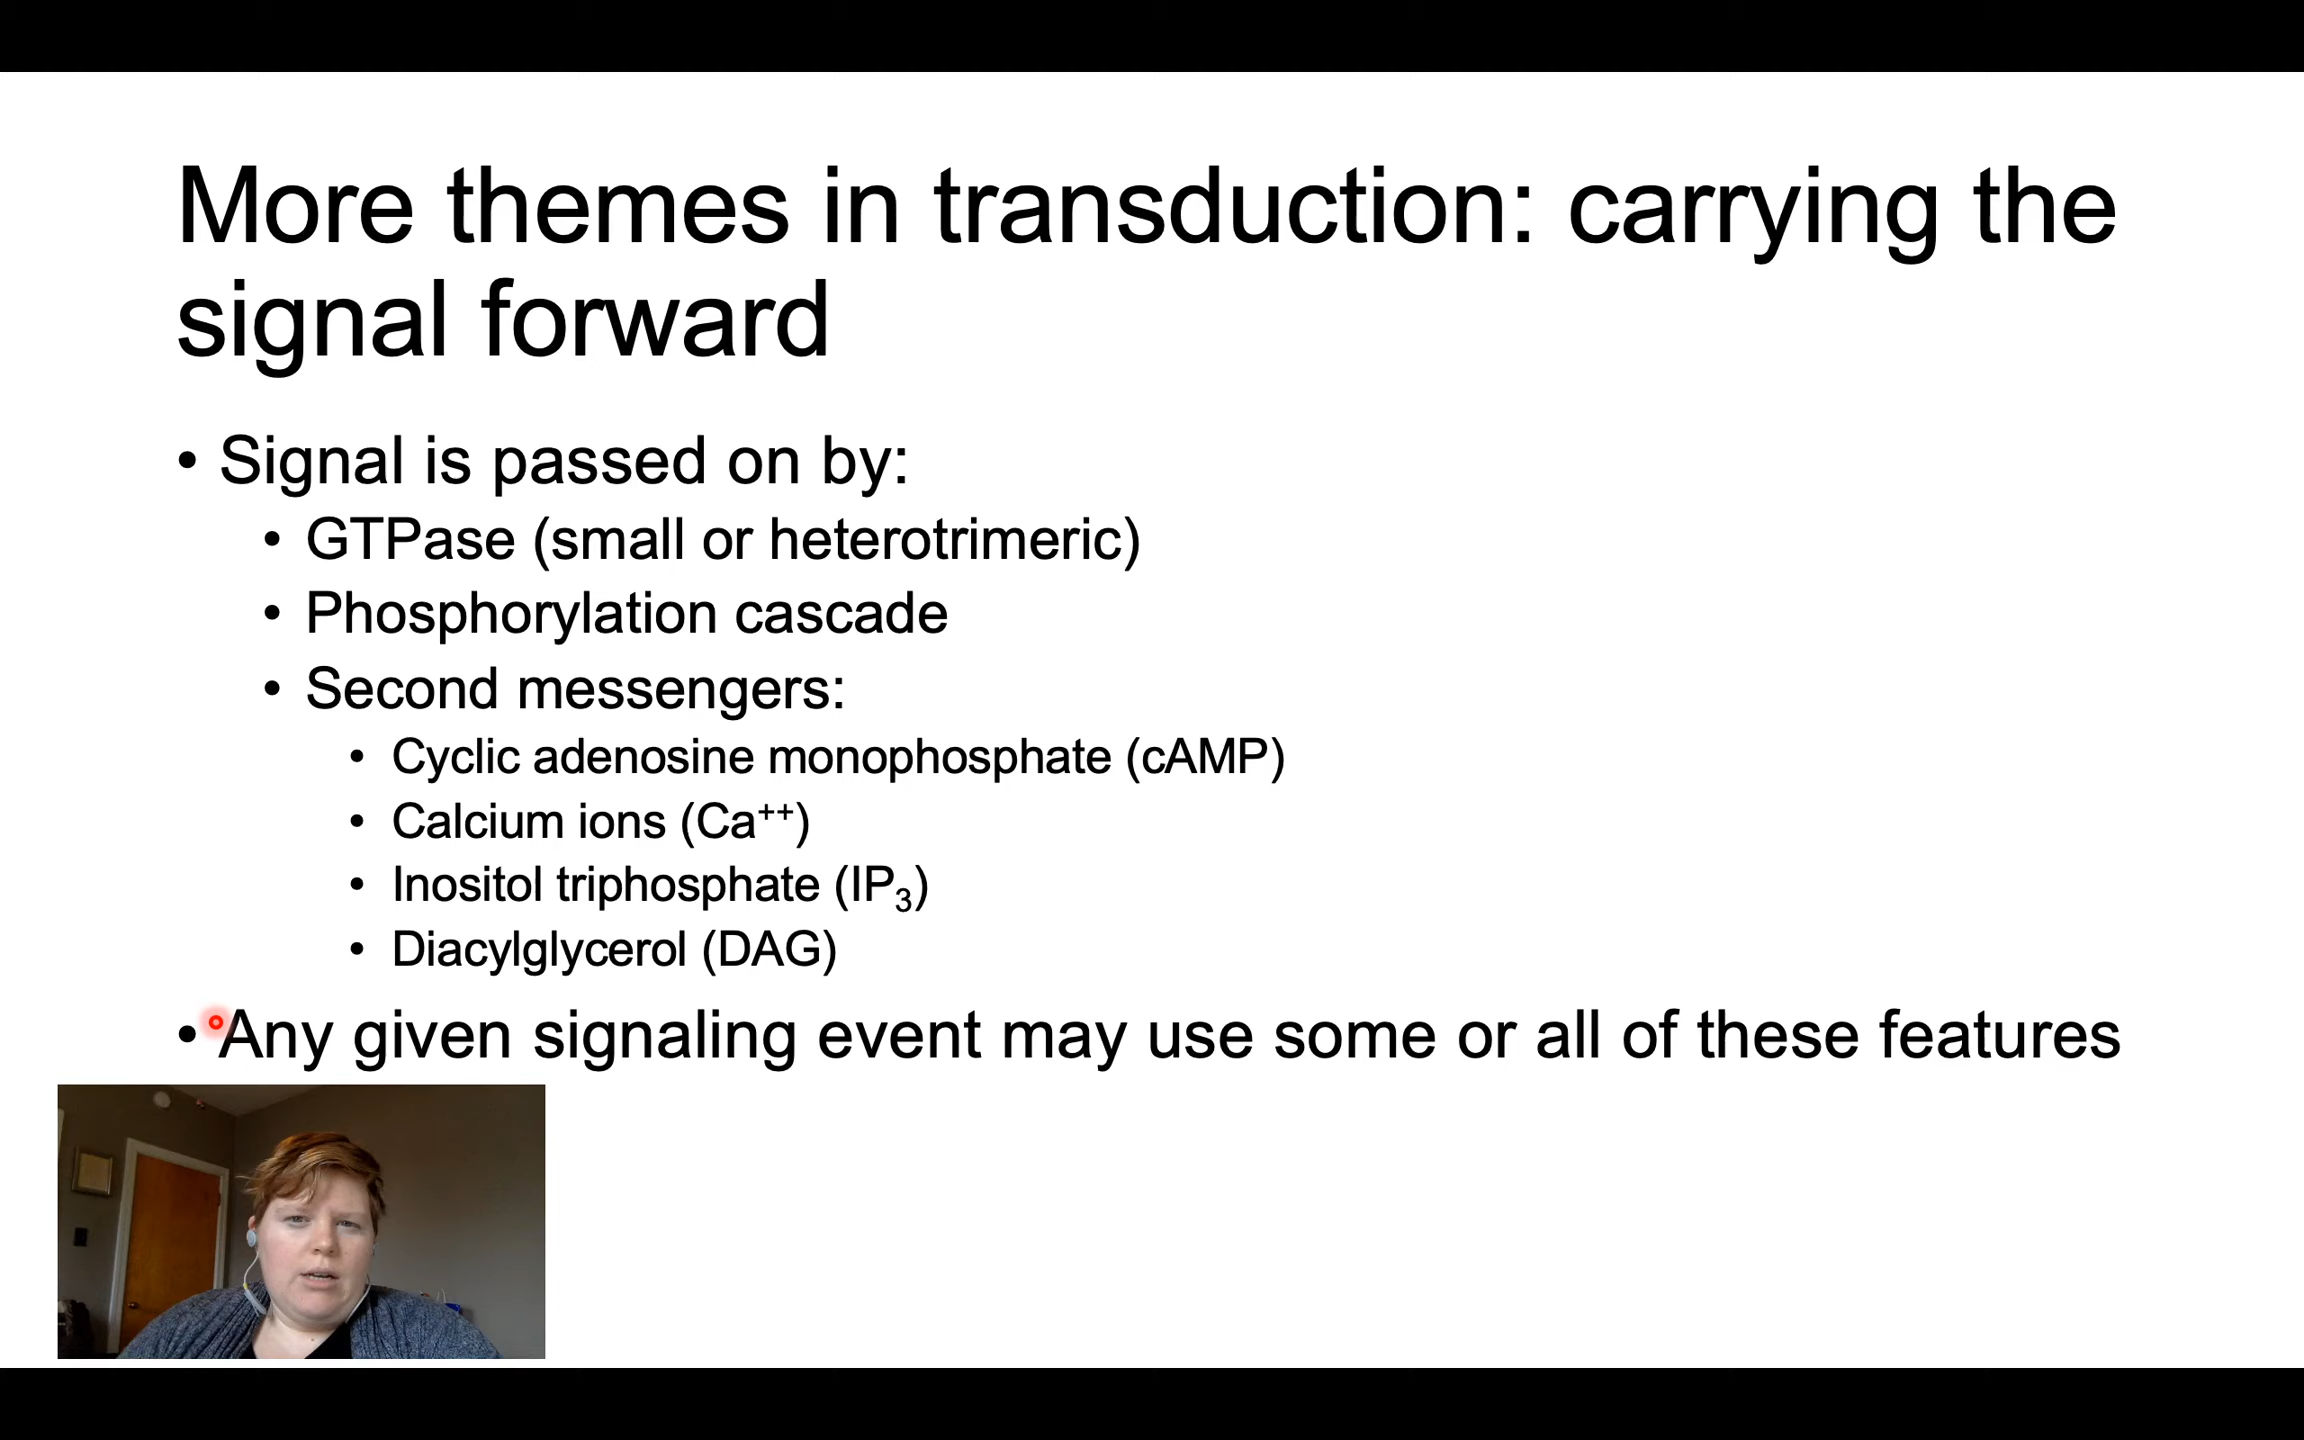 More themes in transduction: carrying the
signal forward
• Signal is passed on by:
• GTPase (small or heterotrimeric)
• Phosphorylation cascade
• Second messengers:
• Cyclic adenosine monophosphate (cAMP)
• Calcium ions (Ca⁺⁺)
• Inositol triphosphate (IP₃)
• Diacylglycerol (DAG)
• Any given signaling event may use some or all of these features